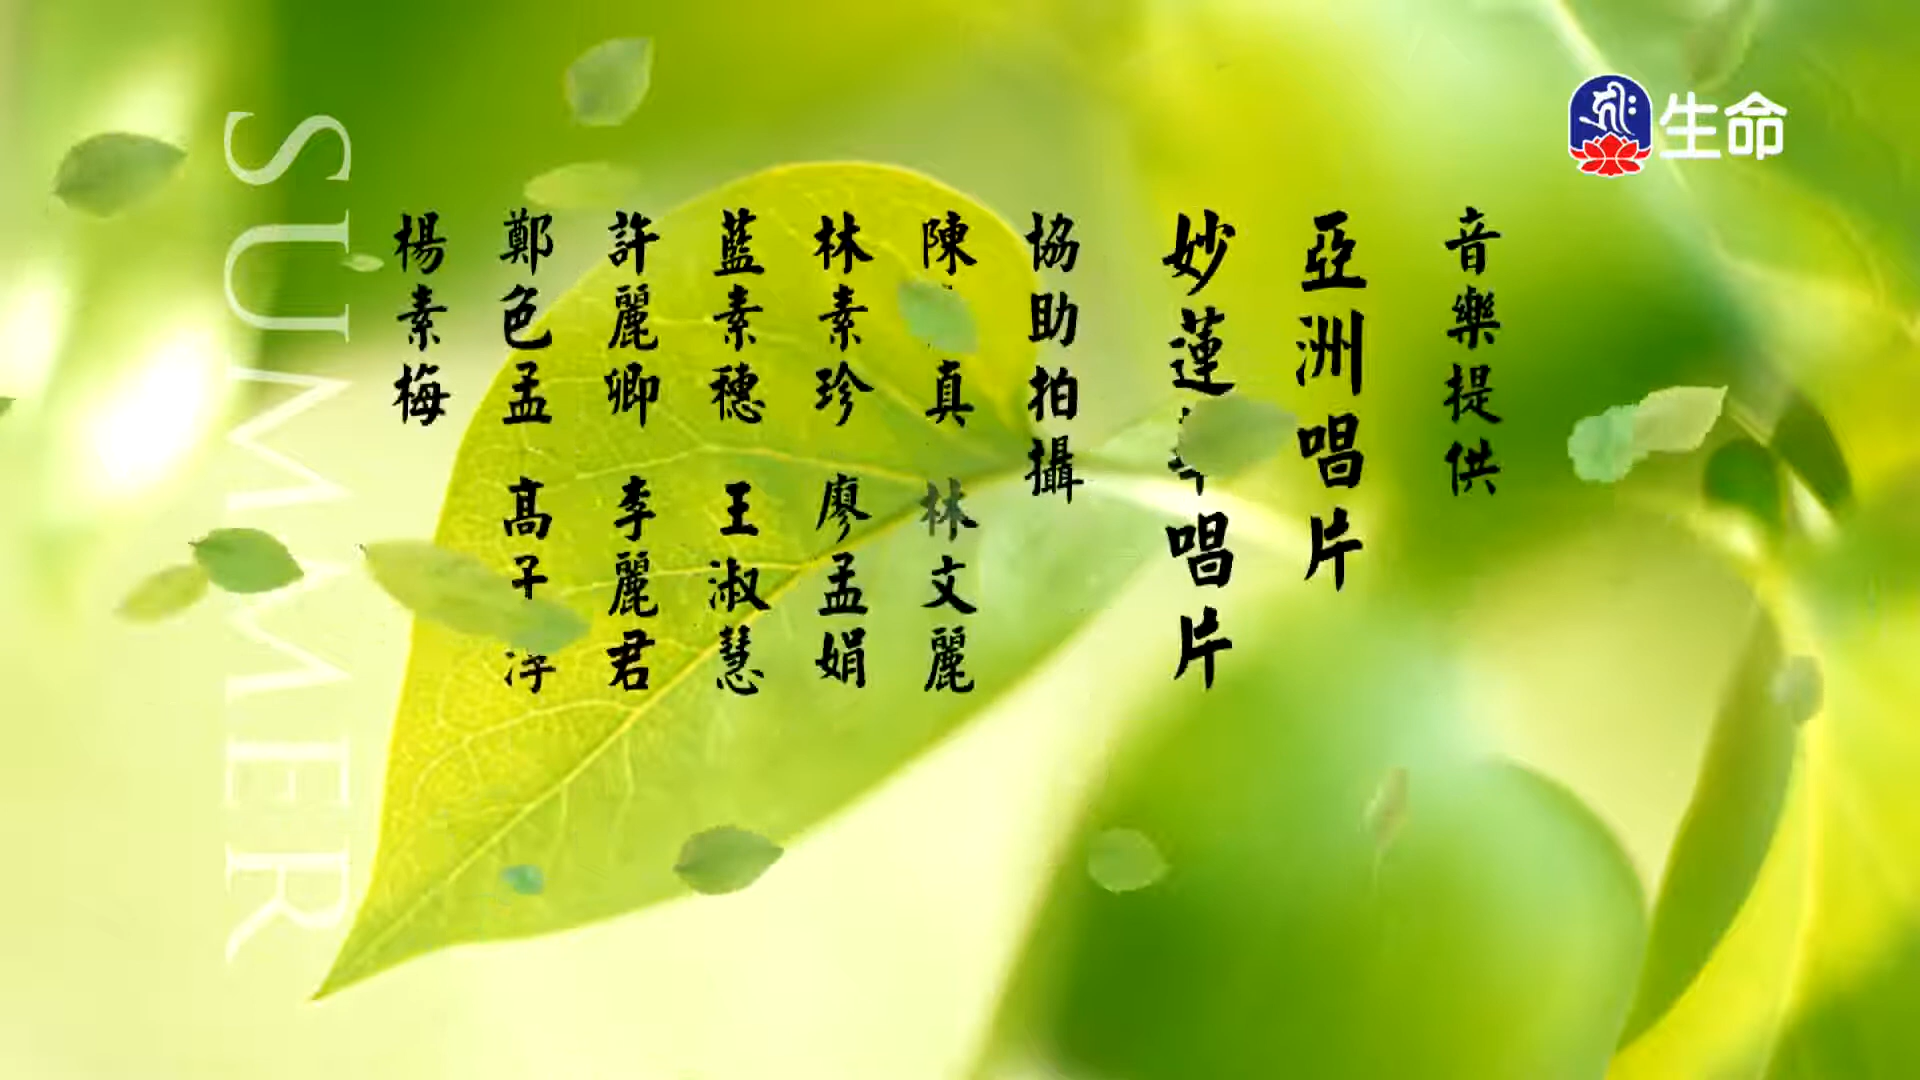 生命
音樂提供
亞洲唱片
妙蓮華唱片
協助拍攝
陳 真 林文麗
林素珍 廖孟娟
藍素穗 王淑慧
許麗卿 李麗君
鄭色孟 高子淳
楊素梅
SUMMER